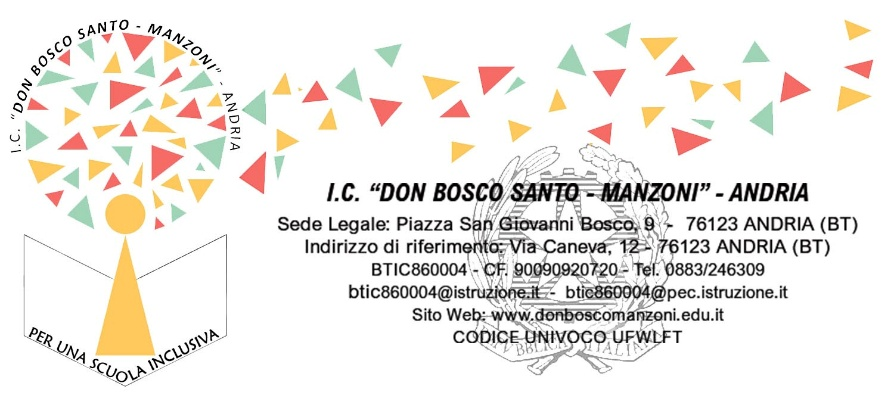 I.C. "DON BOSCO SANTO - MANZONI" - ANDRIA
PER UNA SCUOLA INCLUSIVA
I.C. “DON BOSCO SANTO - MANZONI” - ANDRIA
Sede Legale: Piazza San Giovanni Bosco, 9 - 76123 ANDRIA (BT)
Indirizzo di riferimento: Via Caneva, 12 - 76123 ANDRIA (BT)
BTIC860004 - CF. 90090920720 - Tel. 0883/246309
btic860004@istruzione.it - btic860004@pec.istruzione.it
Sito Web: www.donboscomanzoni.edu.it
CODICE UNIVOCO UFWLFT